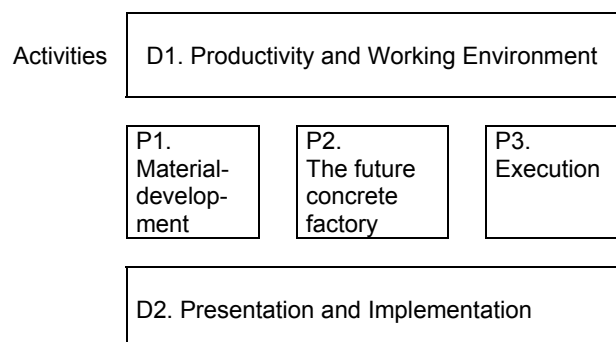 Activities
D1. Productivity and Working Environment
P1.
Material-
develop-
ment
P2.
The future
concrete
factory
P3.
Execution
D2. Presentation and Implementation